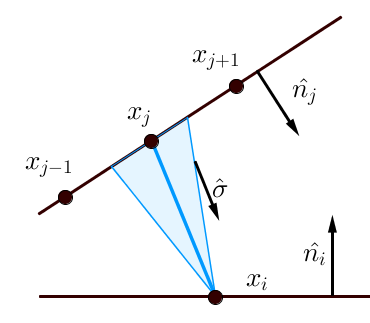 x_{j+1}
n̂_j
x_j
x_{j-1}
σ̂
n̂_i
x_i